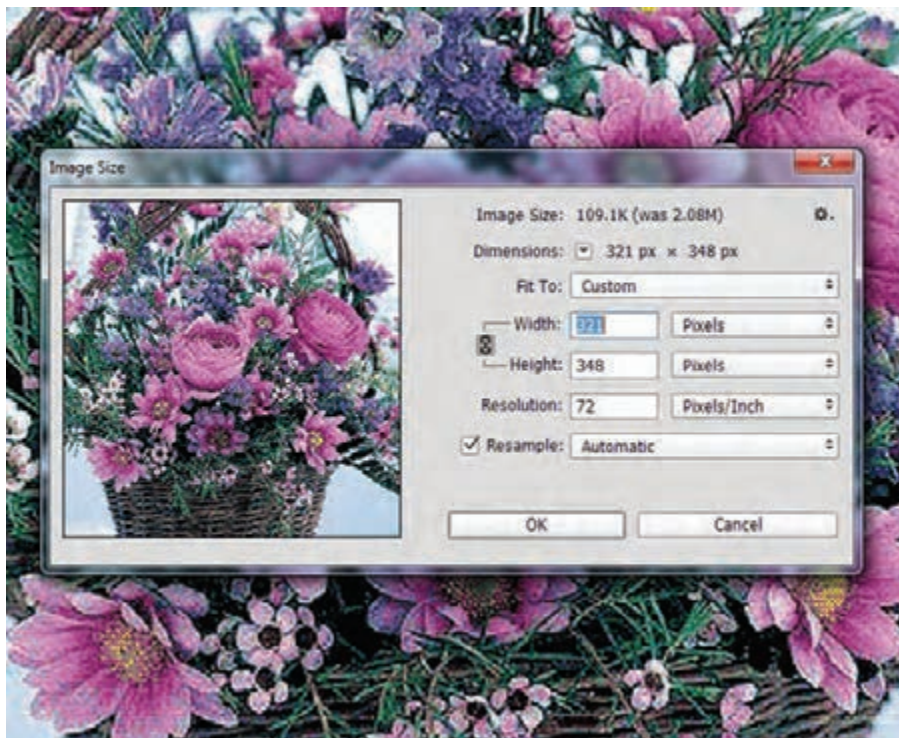 Image Size
Image Size: 109.1K (was 2.08M)
Dimensions: 321 px × 348 px
Fit To: Custom
Width: 321 Pixels
Height: 348 Pixels
Resolution: 72 Pixels/Inch
Resample: Automatic
OK Cancel